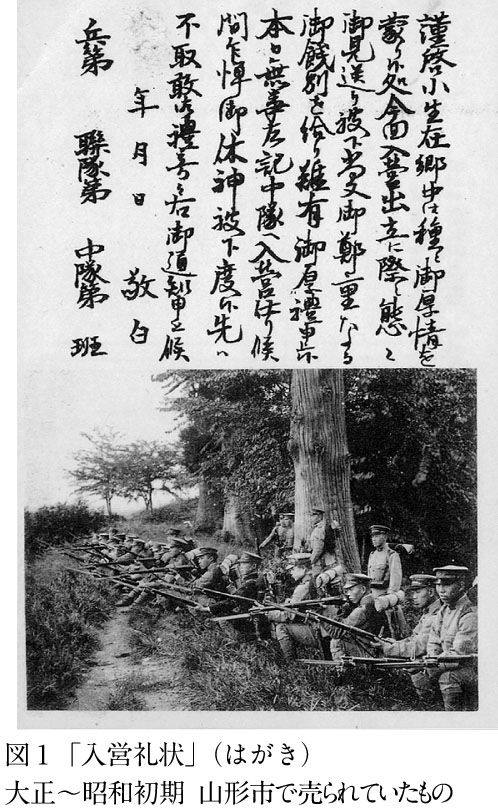 謹啓小生在郷中は種々御厚情を
蒙り候処今回入営出立に際し態々
御見送り被下尚又御鄭重なる
御餞別を給り難有御厚禮申上候
本日無事左記中隊へ入営仕り候
間乍憚御休神被下度候先は
不取敢御禮旁々右御通知申上候
敬白
年 月 日
兵第 聯隊第 中隊第 班
図1「入営礼状」（はがき）
大正～昭和初期 山形市で売られていたもの